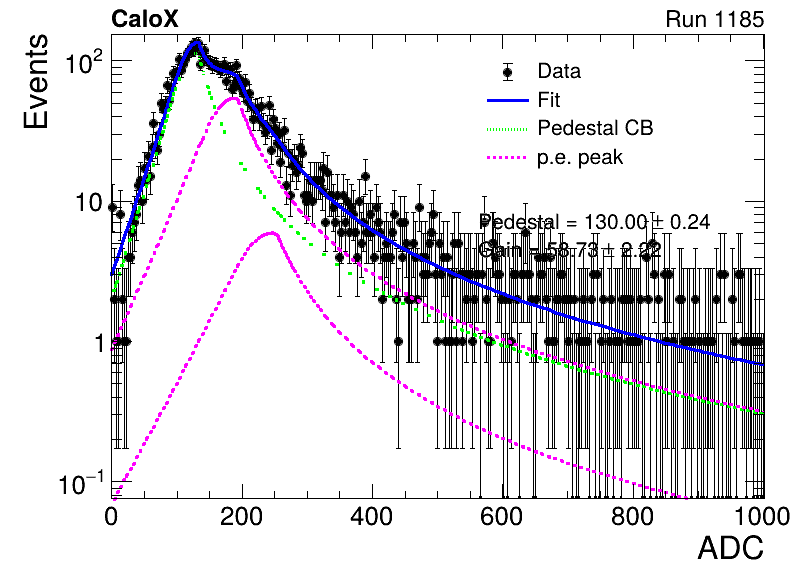 CaloX Run 1185
Events
10²
10
1
10⁻¹
Data
Fit
Pedestal CB
p.e. peak
Pedestal = 130.00 ± 0.24
Gain = 58.73 ± 2.22
0 200 400 600 800 1000
ADC